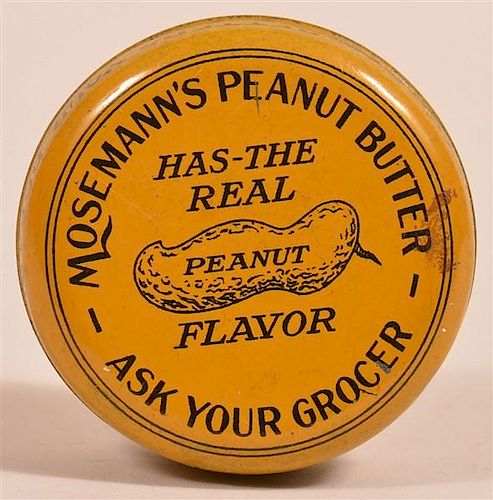 MOSEMANN'S PEANUT BUTTER
HAS-THE
REAL
PEANUT
FLAVOR
- ASK YOUR GROCER -